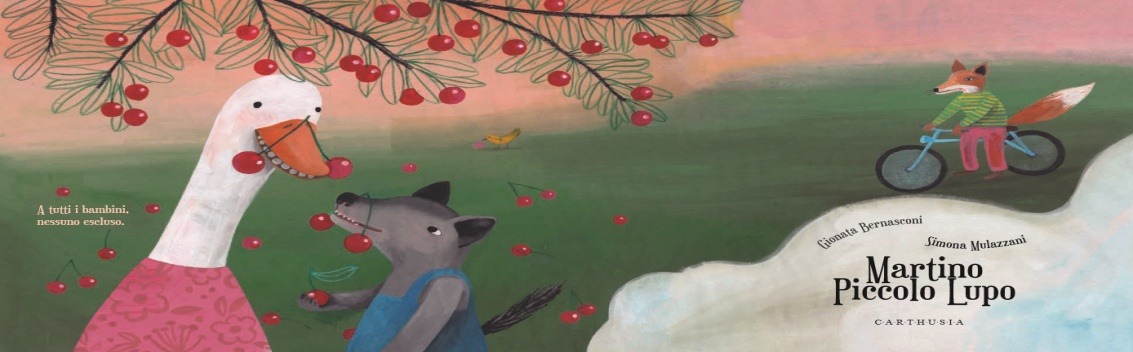 A tutti i bambini,
nessuno escluso.
Gionata Bernasconi
Simona Mulazzani
Martino
Piccolo Lupo
CARTHUSIA